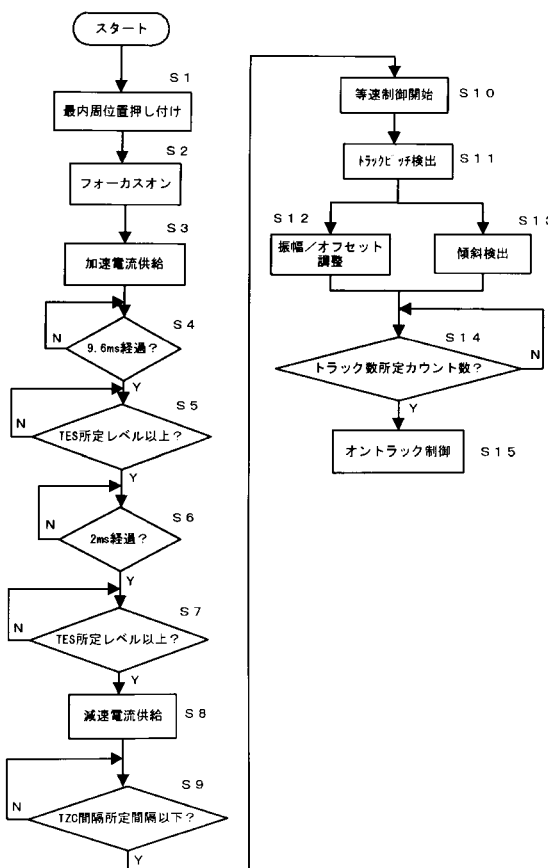 スタート
S1
最内周位置押し付け
S2
フォーカスオン
S3
加速電流供給
S4
9.6ms経過?
N
Y
S5
TES所定レベル以上?
N
Y
S6
2ms経過?
N
Y
S7
TES所定レベル以上?
N
Y
減速電流供給
S8
S9
TZC間隔所定間隔以下?
N
Y
等速制御開始
S10
トラックピッチ検出
S11
S12
振幅/オフセット
調整
S13
傾斜検出
S14
トラック数所定カウント数?
N
Y
オントラック制御
S15